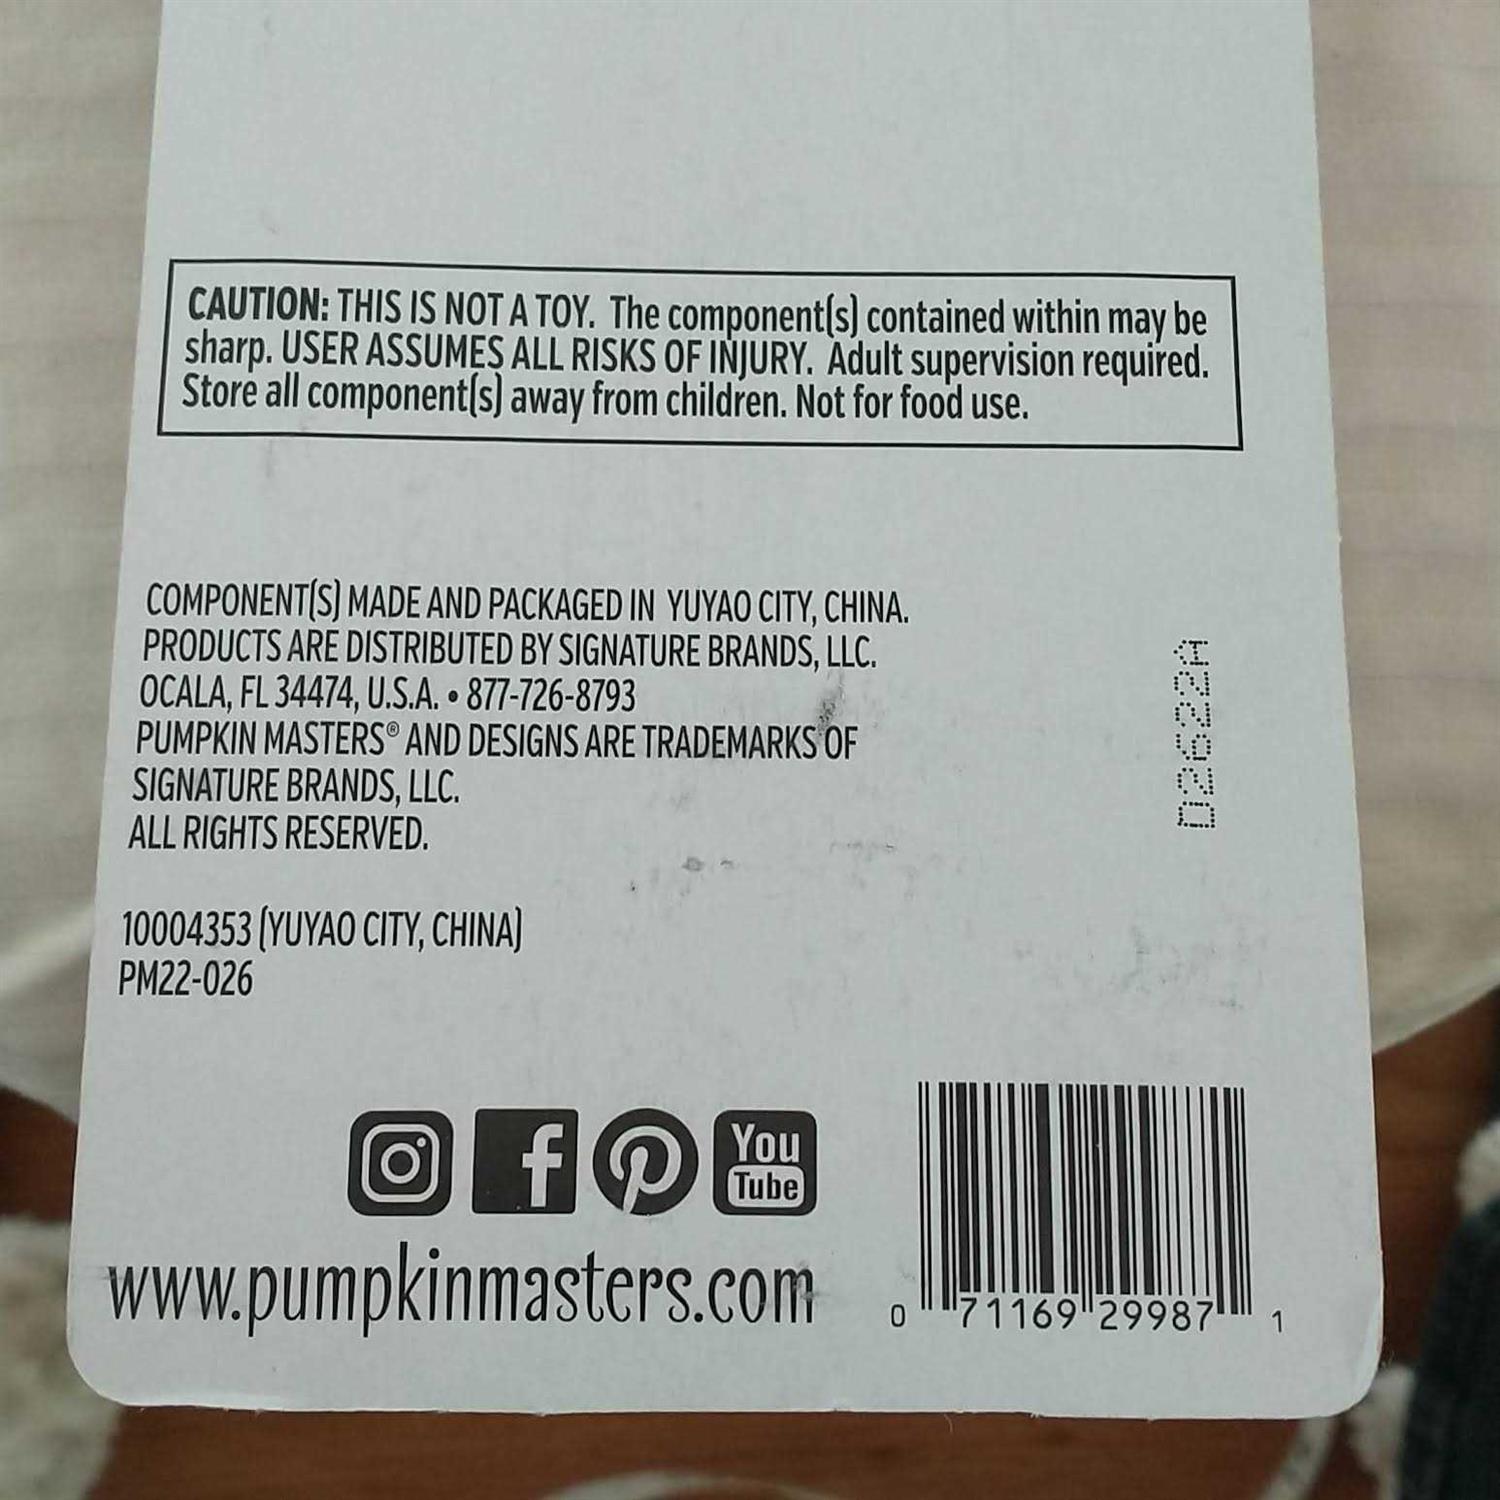 CAUTION: THIS IS NOT A TOY. The component(s) contained within may be
sharp. USER ASSUMES ALL RISKS OF INJURY. Adult supervision required.
Store all component(s) away from children. Not for food use.
COMPONENT(S) MADE AND PACKAGED IN YUYAO CITY, CHINA.
PRODUCTS ARE DISTRIBUTED BY SIGNATURE BRANDS, LLC.
OCALA, FL 34474, U.S.A. • 877-726-8793
PUMPKIN MASTERS® AND DESIGNS ARE TRADEMARKS OF
SIGNATURE BRANDS, LLC.
ALL RIGHTS RESERVED.
D2622A
10004353 (YUYAO CITY, CHINA)
PM22-026
You
Tube
www.pumpkinmasters.com
0 71169 29987 1